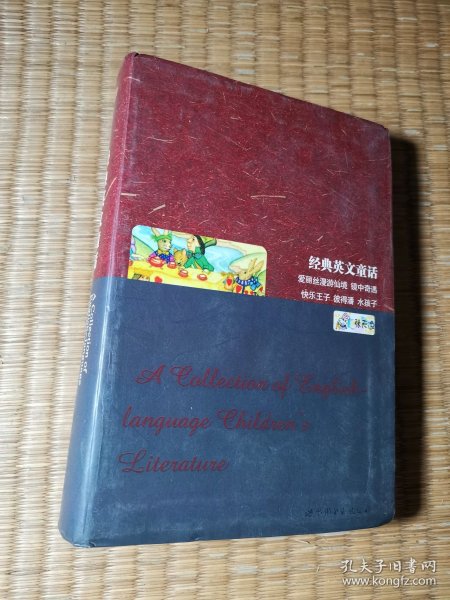 经典英文童话
爱丽丝漫游仙境 镜中奇遇
快乐王子 彼得潘 水孩子
A Collection of English-
language Children's
Literature
A Collection of
孔夫子旧书网
www.kongfz.com